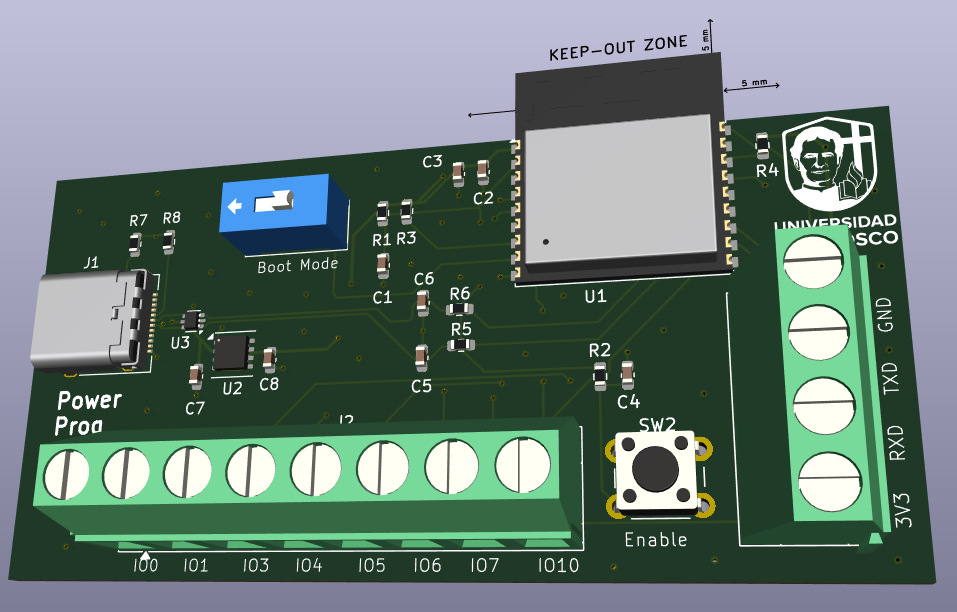 KEEP-OUT ZONE
5 mm
5 mm
C3
C2
R4
R7
R8
R1
R3
UNIVERSIDAD
OSCO
J1
Boot Mode
C1
C6
R6
U1
U3
R5
GND
U2
C8
C5
R2
TXD
C7
C4
Power
Prog
J2
SW2
RXD
3V3
Enable
IO0
IO1
IO3
IO4
IO5
IO6
IO7
IO10